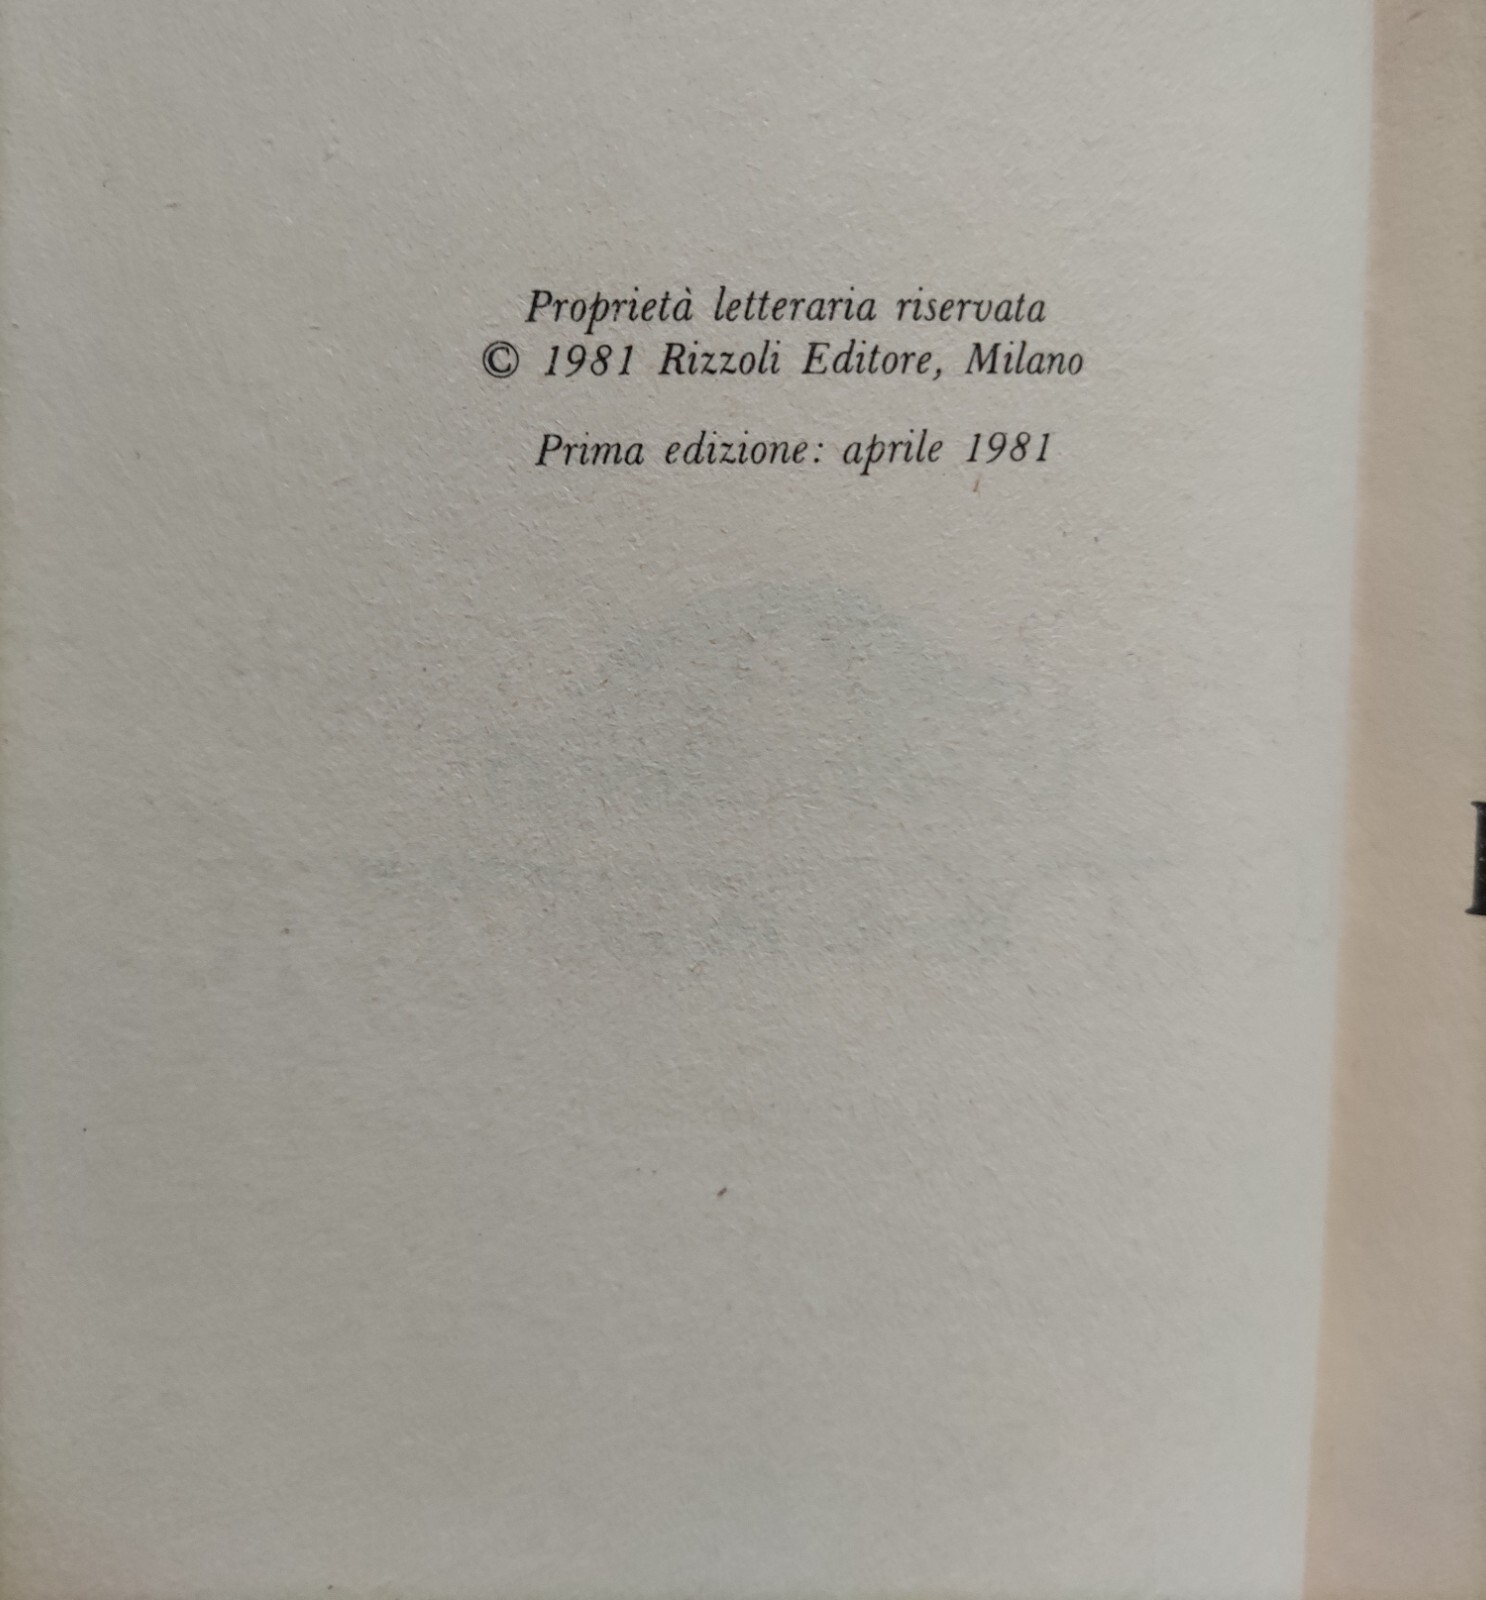 Proprietà letteraria riservata
© 1981 Rizzoli Editore, Milano
Prima edizione: aprile 1981